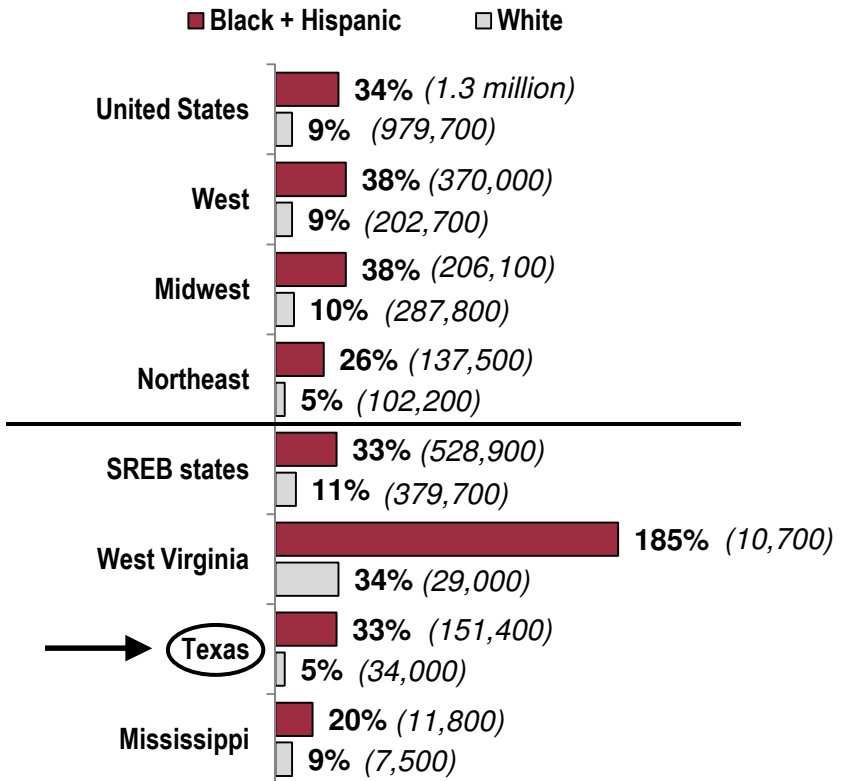 Black + Hispanic White
United States
34% (1.3 million)
9% (979,700)
West
38% (370,000)
9% (202,700)
Midwest
38% (206,100)
10% (287,800)
Northeast
26% (137,500)
5% (102,200)
SREB states
33% (528,900)
11% (379,700)
West Virginia
185% (10,700)
34% (29,000)
Texas
33% (151,400)
5% (34,000)
Mississippi
20% (11,800)
9% (7,500)